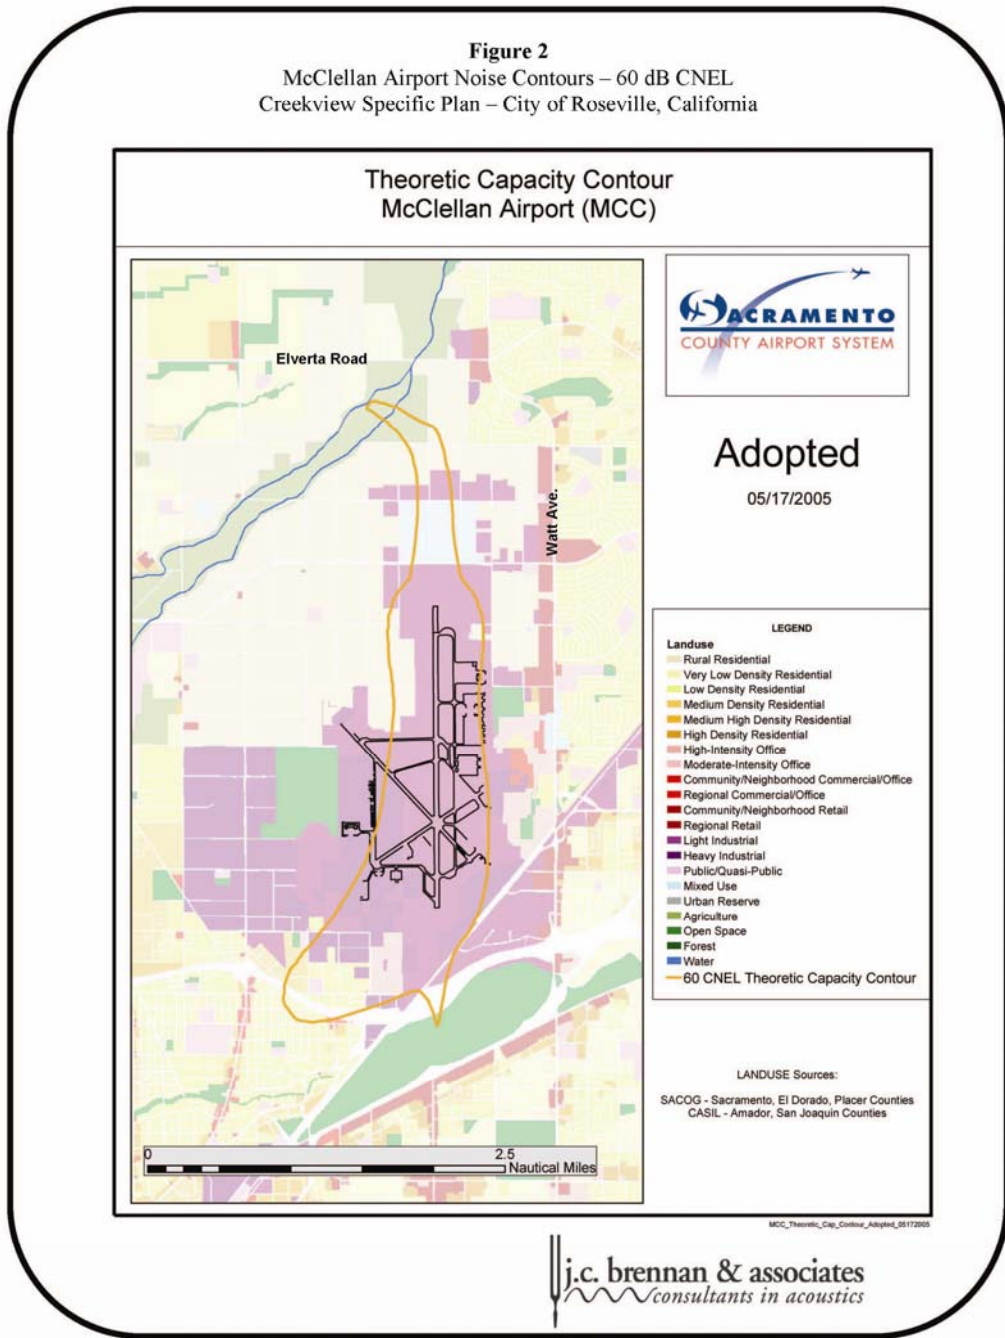 Figure 2
McClellan Airport Noise Contours – 60 dB CNEL
Creekview Specific Plan – City of Roseville, California
Theoretic Capacity Contour
McClellan Airport (MCC)
Elverta Road
Watt Ave.
SACRAMENTO
COUNTY AIRPORT SYSTEM
Adopted
05/17/2005
LEGEND
Landuse
Rural Residential
Very Low Density Residential
Low Density Residential
Medium Density Residential
Medium High Density Residential
High Density Residential
High-Intensity Office
Moderate-Intensity Office
Community/Neighborhood Commercial/Office
Regional Commercial/Office
Community/Neighborhood Retail
Regional Retail
Light Industrial
Heavy Industrial
Public/Quasi-Public
Mixed Use
Urban Reserve
Agriculture
Open Space
Forest
Water
60 CNEL Theoretic Capacity Contour
LANDUSE Sources:
SACOG - Sacramento, El Dorado, Placer Counties
CASIL - Amador, San Joaquin Counties
0 2.5
Nautical Miles
MCC_Theoretic_Cap_Contour_Adopted_05172005
j.c. brennan & associates
consultants in acoustics